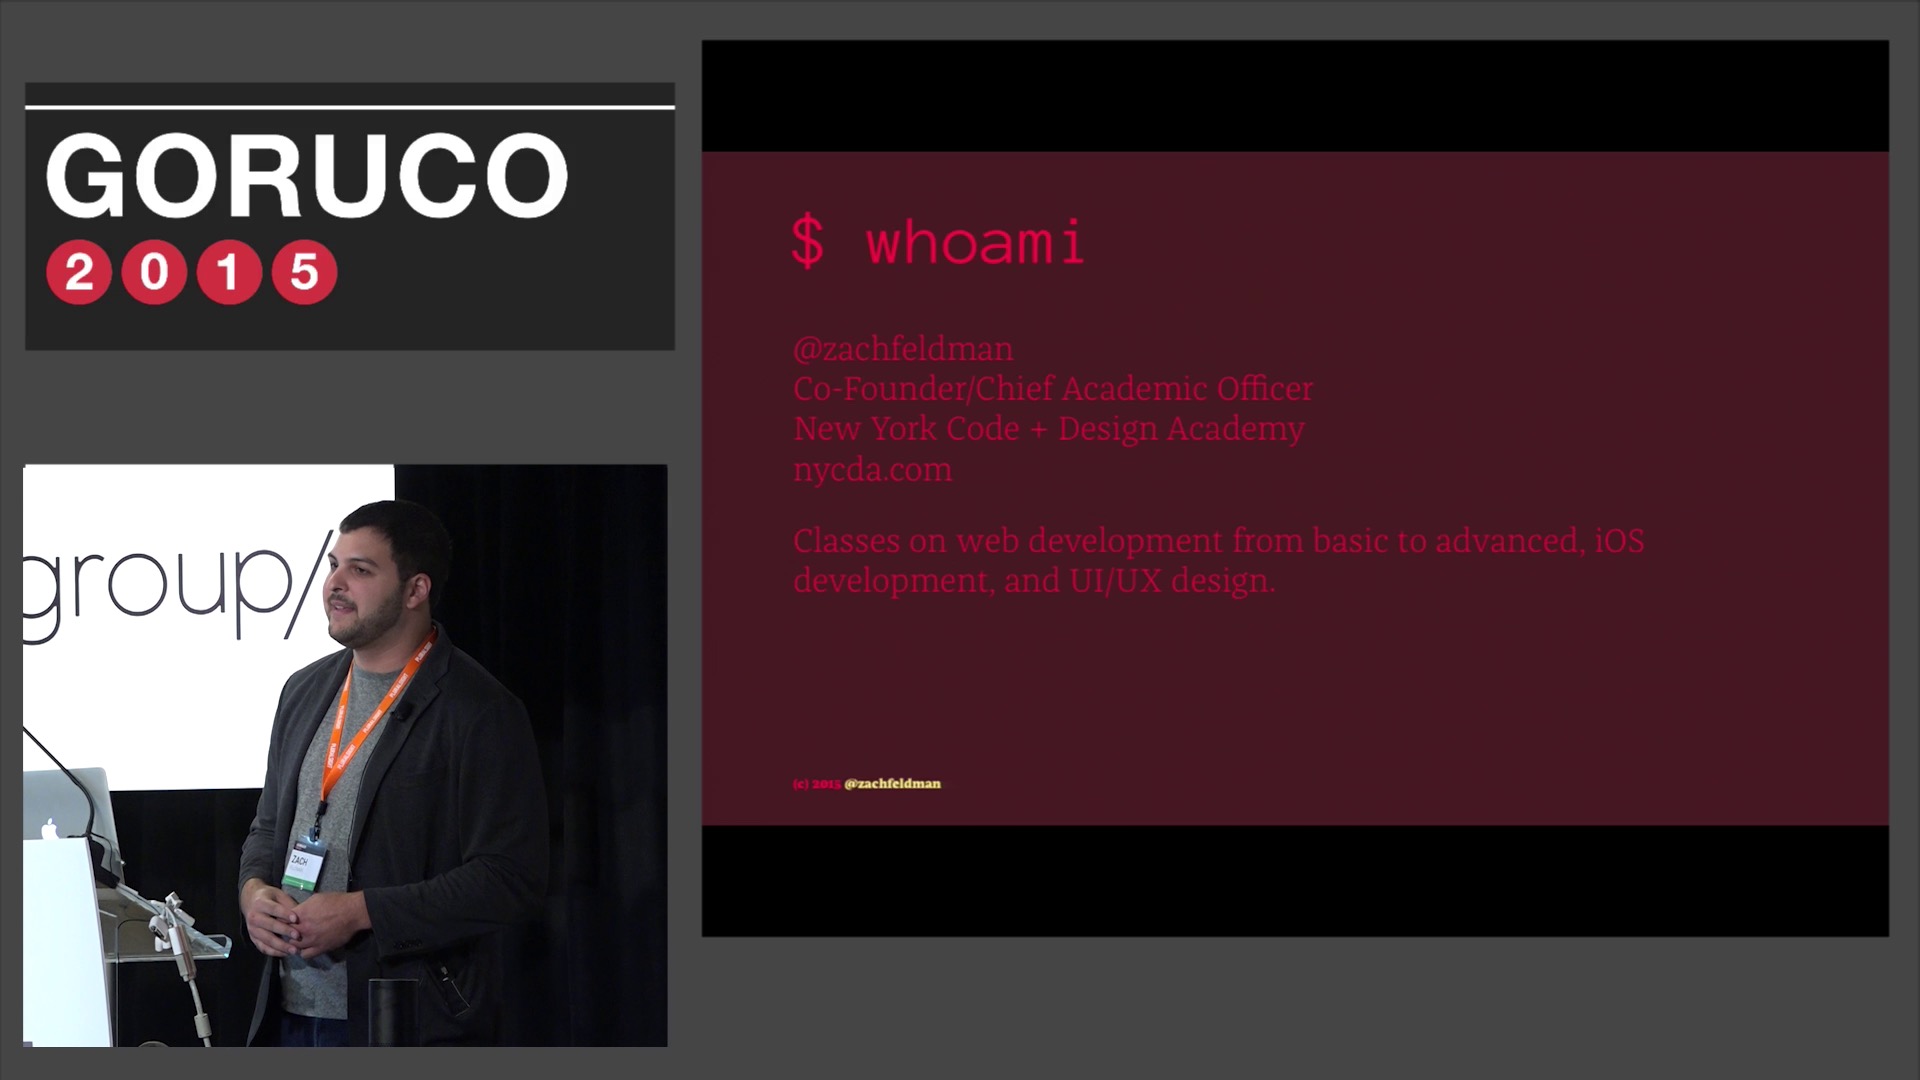 GORUCO
2015
$ whoami
@zachfeldman
Co-Founder/Chief Academic Officer
New York Code + Design Academy
nycda.com
Classes on web development from basic to advanced, iOS
development, and UI/UX design.
(c) 2015 @zachfeldman
group/
ZACH